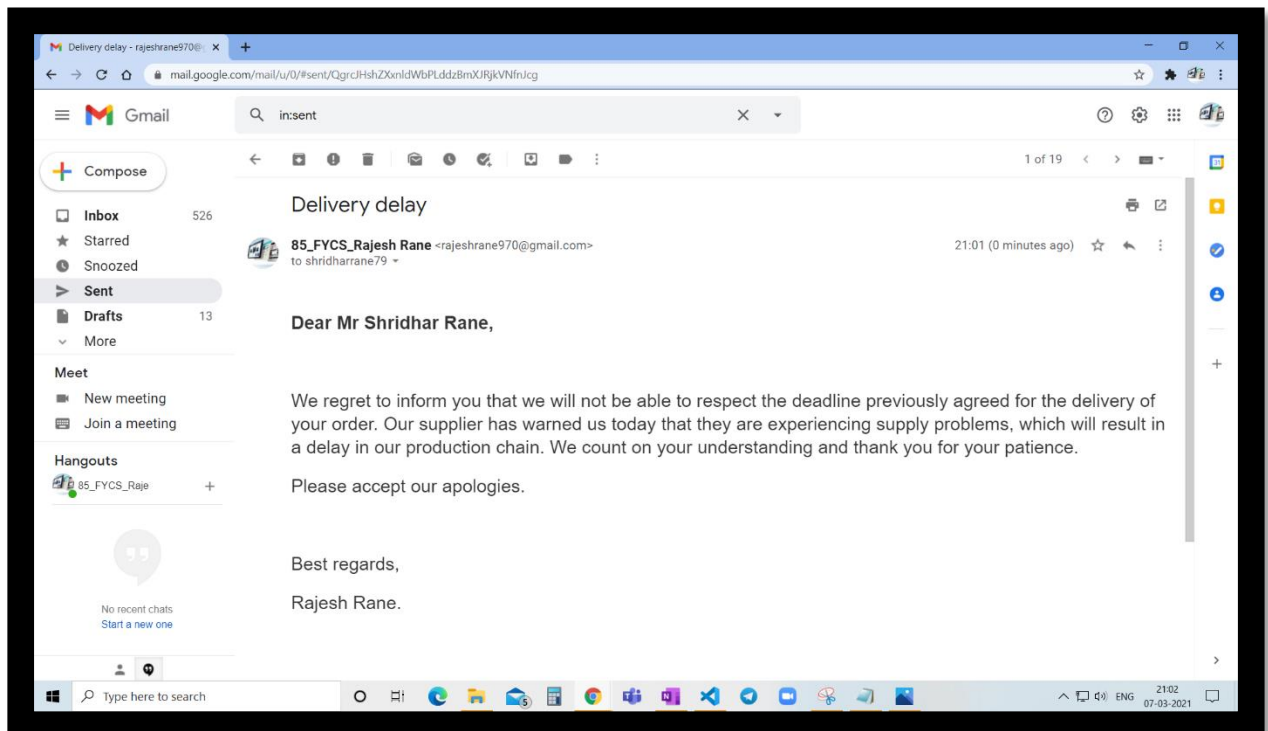 Delivery delay - rajeshrane970@g
mail.google.com/mail/u/0/#sent/QgrcJHshZXxnldWbPLddzBmXJRjkVNfnJcg
Gmail
in:sent
Compose
1 of 19
Inbox 526
Starred
Snoozed
Sent
Drafts 13
More
Meet
New meeting
Join a meeting
Hangouts
85_FYCS_Raje
No recent chats
Start a new one
Delivery delay
85_FYCS_Rajesh Rane <rajeshrane970@gmail.com>
21:01 (0 minutes ago)
to shridharrane79
Dear Mr Shridhar Rane,
We regret to inform you that we will not be able to respect the deadline previously agreed for the delivery of
your order. Our supplier has warned us today that they are experiencing supply problems, which will result in
a delay in our production chain. We count on your understanding and thank you for your patience.
Please accept our apologies.
Best regards,
Rajesh Rane.
31
Type here to search
5
ENG
21:02
07-03-2021